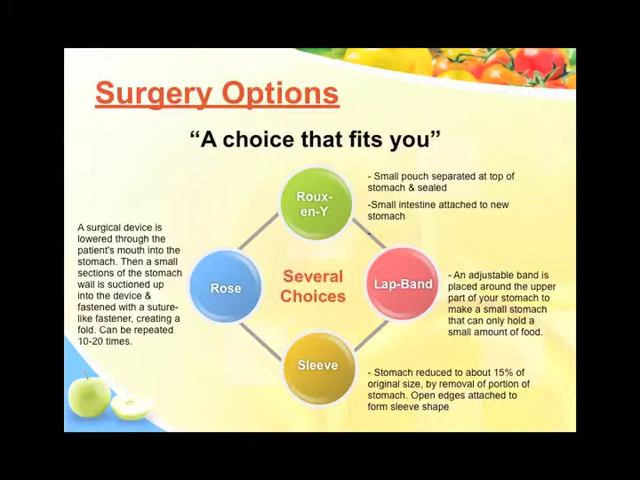 Surgery Options
“A choice that fits you”
Roux-
en-Y
- Small pouch separated at top of
stomach & sealed
-Small intestine attached to new
stomach
-
A surgical device is
lowered through the
patient's mouth into the
stomach. Then a small
sections of the stomach
wall is suctioned up
into the device &
fastened with a suture-
like fastener, creating a
fold. Can be repeated
10-20 times.
Rose
Several
Choices
Lap-Band
- An adjustable band is
placed around the upper
part of your stomach to
make a small stomach
that can only hold a
small amount of food.
Sleeve
- Stomach reduced to about 15% of
original size, by removal of portion of
stomach. Open edges attached to
form sleeve shape